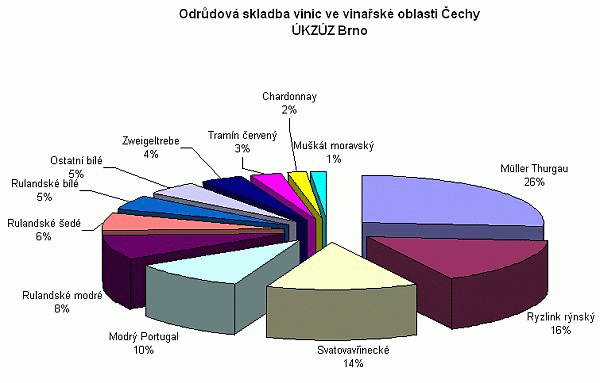 Odrůdová skladba vinic ve vinařské oblasti Čechy
ÚKZÚZ Brno
Chardonnay
2%
Tramín červený
3%
Muškát moravský
1%
Zweigeltrebe
4%
Ostatní bílé
5%
Rulandské bílé
5%
Rulandské šedé
6%
Rulandské modré
8%
Modrý Portugal
10%
Svatovavřinecké
14%
Ryzlink rýnský
16%
Müller Thurgau
26%